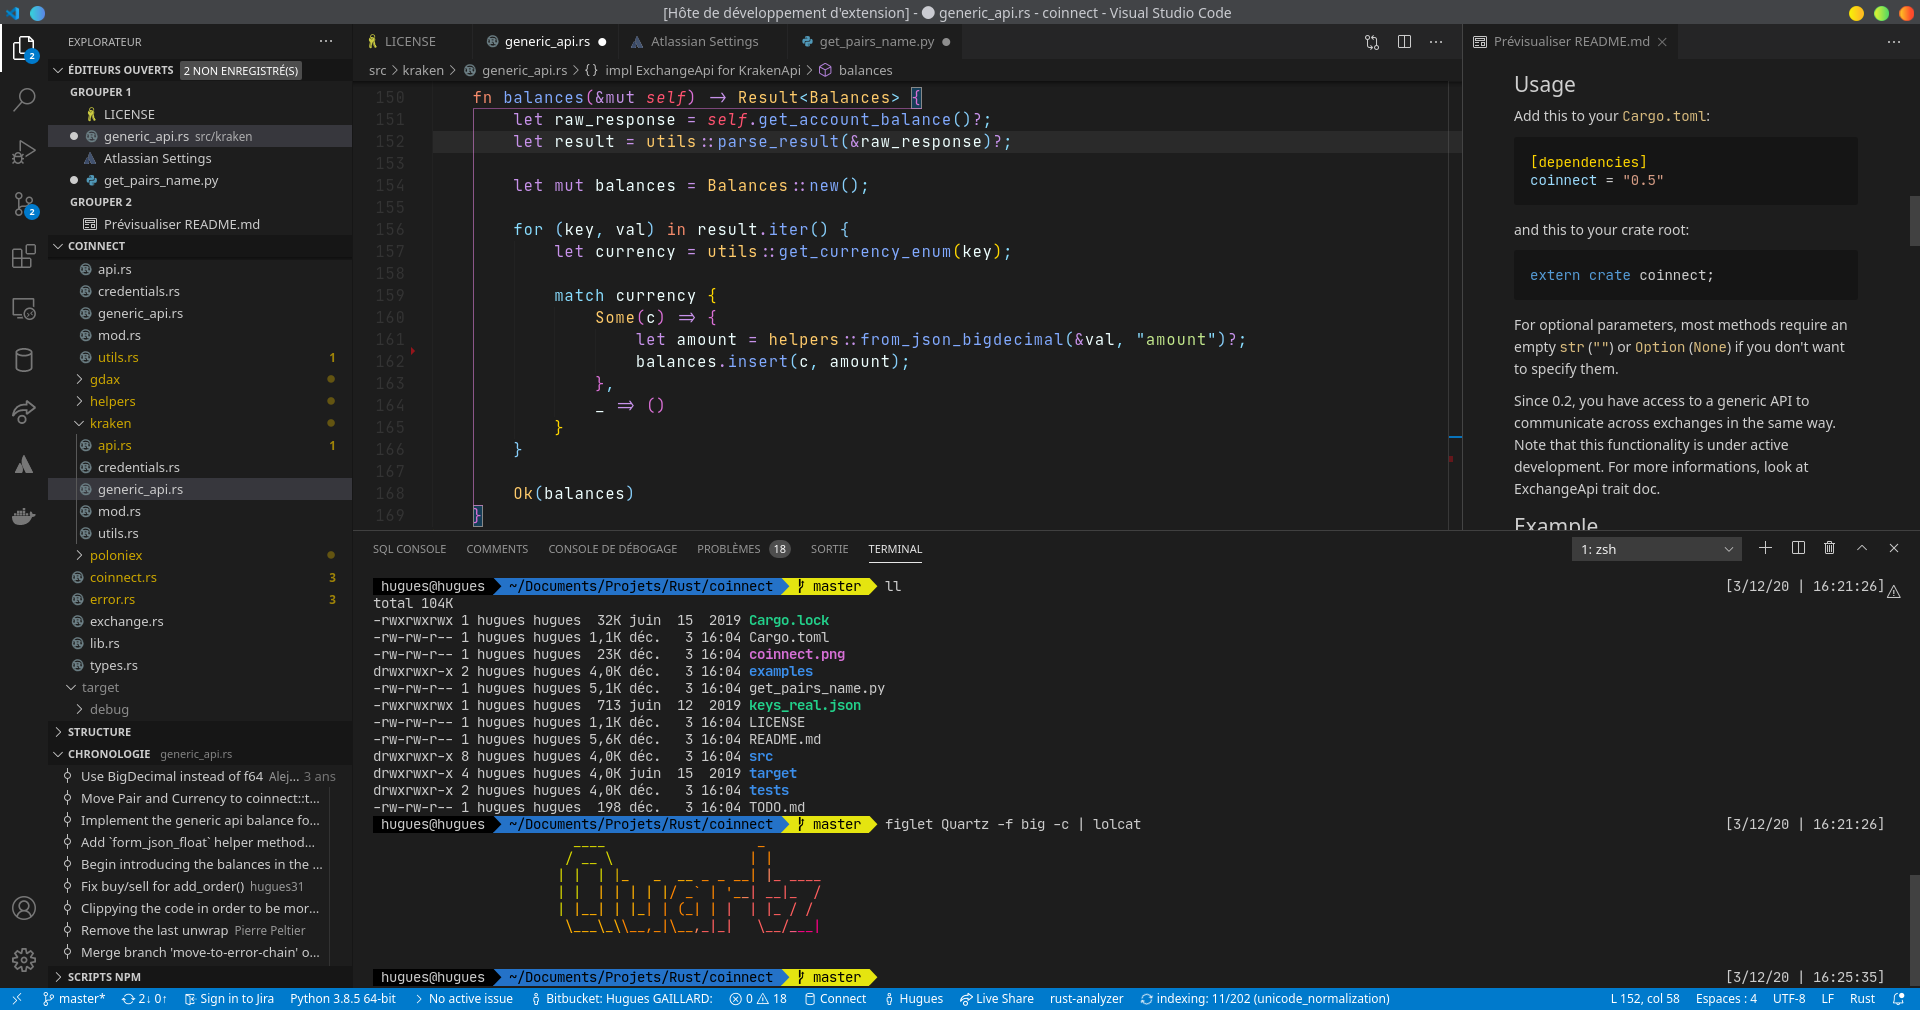 [Hôte de développement d'extension] - ● generic_api.rs - coinnect - Visual Studio Code
EXPLORATEUR
ÉDITEURS OUVERTS 2 NON ENREGISTRÉ(S)
GROUPER 1
LICENSE
generic_api.rs src/kraken
Atlassian Settings
get_pairs_name.py
GROUPER 2
Prévisualiser README.md
COINNECT
api.rs
credentials.rs
generic_api.rs
mod.rs
utils.rs 1
gdax
helpers
kraken
api.rs 1
credentials.rs
generic_api.rs
mod.rs
utils.rs
poloniex
coinnect.rs 3
error.rs 3
exchange.rs
lib.rs
types.rs
target
debug
STRUCTURE
CHRONOLOGIE generic_api.rs
Use BigDecimal instead of f64 Alej... 3 ans
Move Pair and Currency to coinnect::t...
Implement the generic api balance fo...
Add `form_json_float` helper method...
Begin introducing the balances in the ...
Fix buy/sell for add_order() hugues31
Clippying the code in order to be mor...
Remove the last unwrap Pierre Peltier
Merge branch 'move-to-error-chain' o...
SCRIPTS NPM
2
2
LICENSE
generic_api.rs
Atlassian Settings
get_pairs_name.py
src > kraken > generic_api.rs > {} impl ExchangeApi for KrakenApi > balances
150 fn balances(&mut self) -> Result<Balances> {
151 let raw_response = self.get_account_balance()?;
152 let result = utils::parse_result(&raw_response)?;
153
154 let mut balances = Balances::new();
155
156 for (key, val) in result.iter() {
157 let currency = utils::get_currency_enum(key);
158
159 match currency {
160 Some(c) => {
161 let amount = helpers::from_json_bigdecimal(&val, "amount")?;
162 balances.insert(c, amount);
163 },
164 _ => ()
165 }
166 }
167
168 Ok(balances)
169 }
Prévisualiser README.md
Usage
Add this to your Cargo.toml:
[dependencies]
coinnect = "0.5"
and this to your crate root:
extern crate coinnect;
For optional parameters, most methods require an
empty str ("") or Option (None) if you don't want
to specify them.
Since 0.2, you have access to a generic API to
communicate across exchanges in the same way.
Note that this functionality is under active
development. For more informations, look at
ExchangeApi trait doc.
Example
SQL CONSOLE COMMENTS CONSOLE DE DÉBOGAGE PROBLÈMES 18 SORTIE TERMINAL
1: zsh
hugues@hugues ~/Documents/Projets/Rust/coinnect master ll [3/12/20 | 16:21:26]
total 104K
-rwxrwxrwx 1 hugues hugues 32K juin 15 2019 Cargo.lock
-rw-rw-r-- 1 hugues hugues 1,1K déc. 3 16:04 Cargo.toml
-rw-rw-r-- 1 hugues hugues 23K déc. 3 16:04 coinnect.png
drwxrwxr-x 2 hugues hugues 4,0K déc. 3 16:04 examples
-rw-rw-r-- 1 hugues hugues 5,1K déc. 3 16:04 get_pairs_name.py
-rwxrwxrwx 1 hugues hugues 713 juin 12 2019 keys_real.json
-rw-rw-r-- 1 hugues hugues 1,1K déc. 3 16:04 LICENSE
-rw-rw-r-- 1 hugues hugues 5,6K déc. 3 16:04 README.md
drwxrwxr-x 8 hugues hugues 4,0K déc. 3 16:04 src
drwxrwxr-x 4 hugues hugues 4,0K juin 15 2019 target
drwxrwxr-x 2 hugues hugues 4,0K déc. 3 16:04 tests
-rw-rw-r-- 1 hugues hugues 198 déc. 3 16:04 TODO.md
hugues@hugues ~/Documents/Projets/Rust/coinnect master figlet Quartz -f big -c | lolcat [3/12/20 | 16:21:26]
Quartz
hugues@hugues ~/Documents/Projets/Rust/coinnect master [3/12/20 | 16:25:35]
master* 2↓ 0↑ Sign in to Jira Python 3.8.5 64-bit No active issue Bitbucket: Hugues GAILLARD: 0 18 Connect Hugues Live Share rust-analyzer indexing: 11/202 (unicode_normalization) L 152, col 58 Espaces : 4 UTF-8 LF Rust